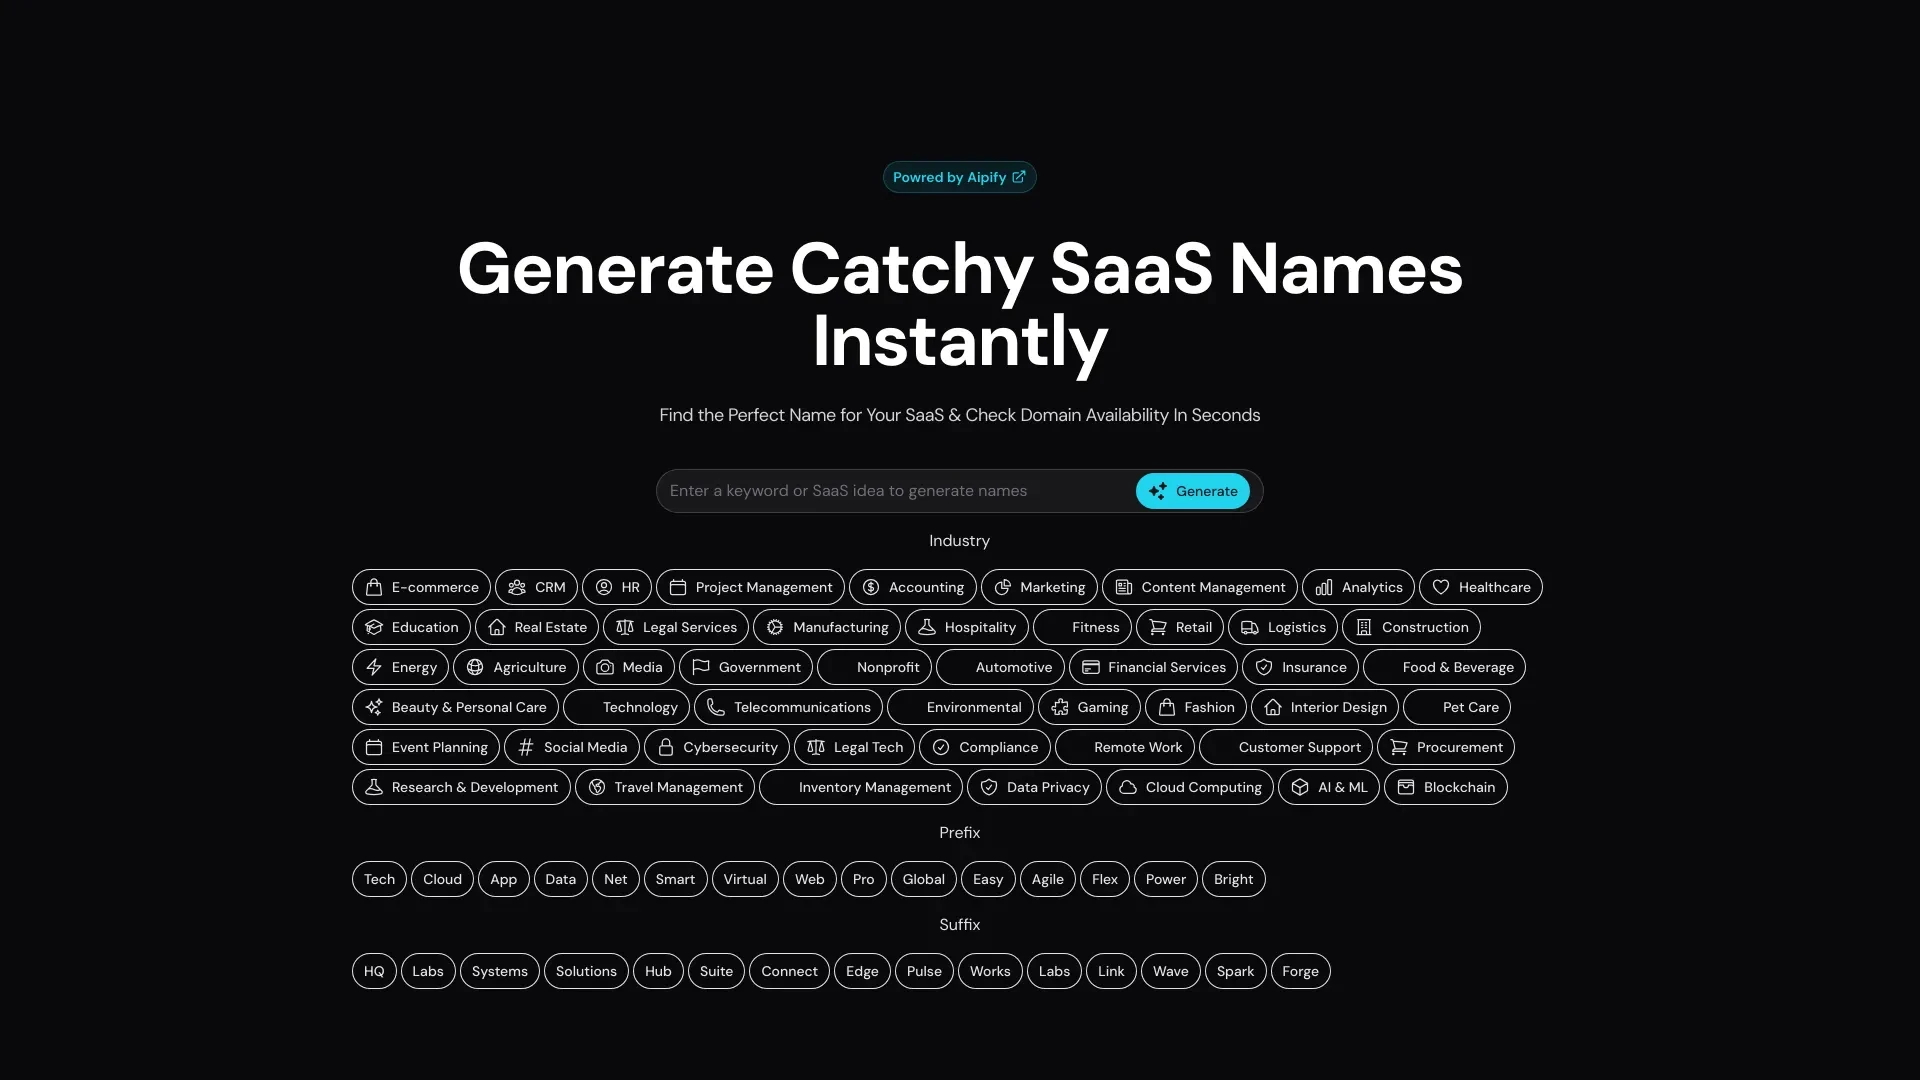 Powred by Aipify
Generate Catchy SaaS Names
Instantly
Find the Perfect Name for Your SaaS & Check Domain Availability In Seconds
Enter a keyword or SaaS idea to generate names Generate
Industry
E-commerce CRM HR Project Management Accounting Marketing Content Management Analytics Healthcare
Education Real Estate Legal Services Manufacturing Hospitality Fitness Retail Logistics Construction
Energy Agriculture Media Government Nonprofit Automotive Financial Services Insurance Food & Beverage
Beauty & Personal Care Technology Telecommunications Environmental Gaming Fashion Interior Design Pet Care
Event Planning Social Media Cybersecurity Legal Tech Compliance Remote Work Customer Support Procurement
Research & Development Travel Management Inventory Management Data Privacy Cloud Computing AI & ML Blockchain
Prefix
Tech Cloud App Data Net Smart Virtual Web Pro Global Easy Agile Flex Power Bright
Suffix
HQ Labs Systems Solutions Hub Suite Connect Edge Pulse Works Labs Link Wave Spark Forge